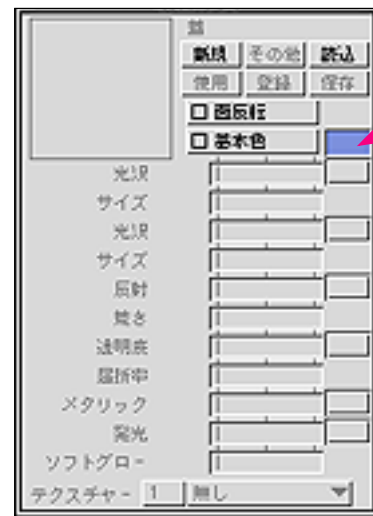 新規 その他 読込
使用 登録 保存
面反転
基本色
光沢
サイズ
光沢
サイズ
反射
荒さ
透明度
屈折率
メタリック
発光
ソフトグロー
テクスチャー 1 無し